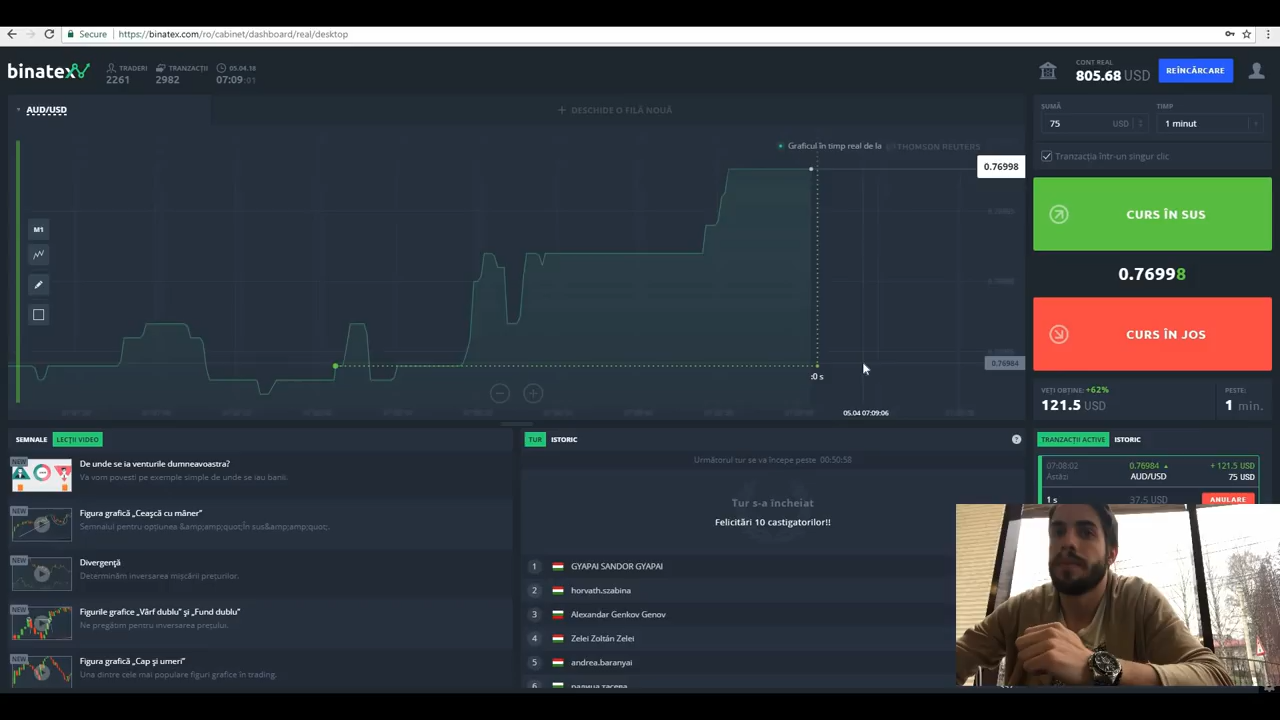 Secure https://binatex.com/ro/cabinet/dashboard/real/desktop
binatex
TRADERI
2261
TRANZACȚII
2982
05.04.18
07:09:01
CONT REAL
805.68 USD
REÎNCĂRCARE
AUD/USD
+ DESCHIDE O FILĂ NOUĂ
SUMĂ
75 USD
TIMP
1 minut
Tranzacția într-un singur clic
Graficul în timp real de la THOMSON REUTERS
0.76998
M1
CURS ÎN SUS
0.76998
CURS ÎN JOS
0.76984
:0 s
05.04 07:09:06
VEȚI OBȚINE: +62%
121.5 USD
PESTE:
1 min.
SEMNALE
LECȚII VIDEO
NEW
De unde se ia venturile dumneavoastra?
Va vom povesti pe exemple simple de unde se iau banii.
NEW
Figura grafică „Ceașcă cu mâner”
Semnalul pentru opțiunea &amp;amp;quot;În sus&amp;amp;quot;.
NEW
Divergență
Determinăm inversarea mișcării prețurilor.
NEW
Figurile grafice „Vârf dublu” și „Fund dublu”
Ne pregătim pentru inversarea prețului.
NEW
Figura grafică „Cap și umeri”
Una dintre cele mai populare figuri grafice în trading.
TUR
ISTORIC
?
Următorul tur se va începe peste 00:50:58
Tur s-a încheiat
Felicitări 10 castigatorilor!!
1 GYAPAI SANDOR GYAPAI
2 horvath.szabina
3 Alexandar Genkov Genov
4 Zelei Zoltán Zelei
5 andrea.baranyai
6
TRANZACȚII ACTIVE
ISTORIC
07:08:02 0.76984 + 121.5 USD
Astăzi AUD/USD 75 USD
1 s 37.5 USD ANULARE